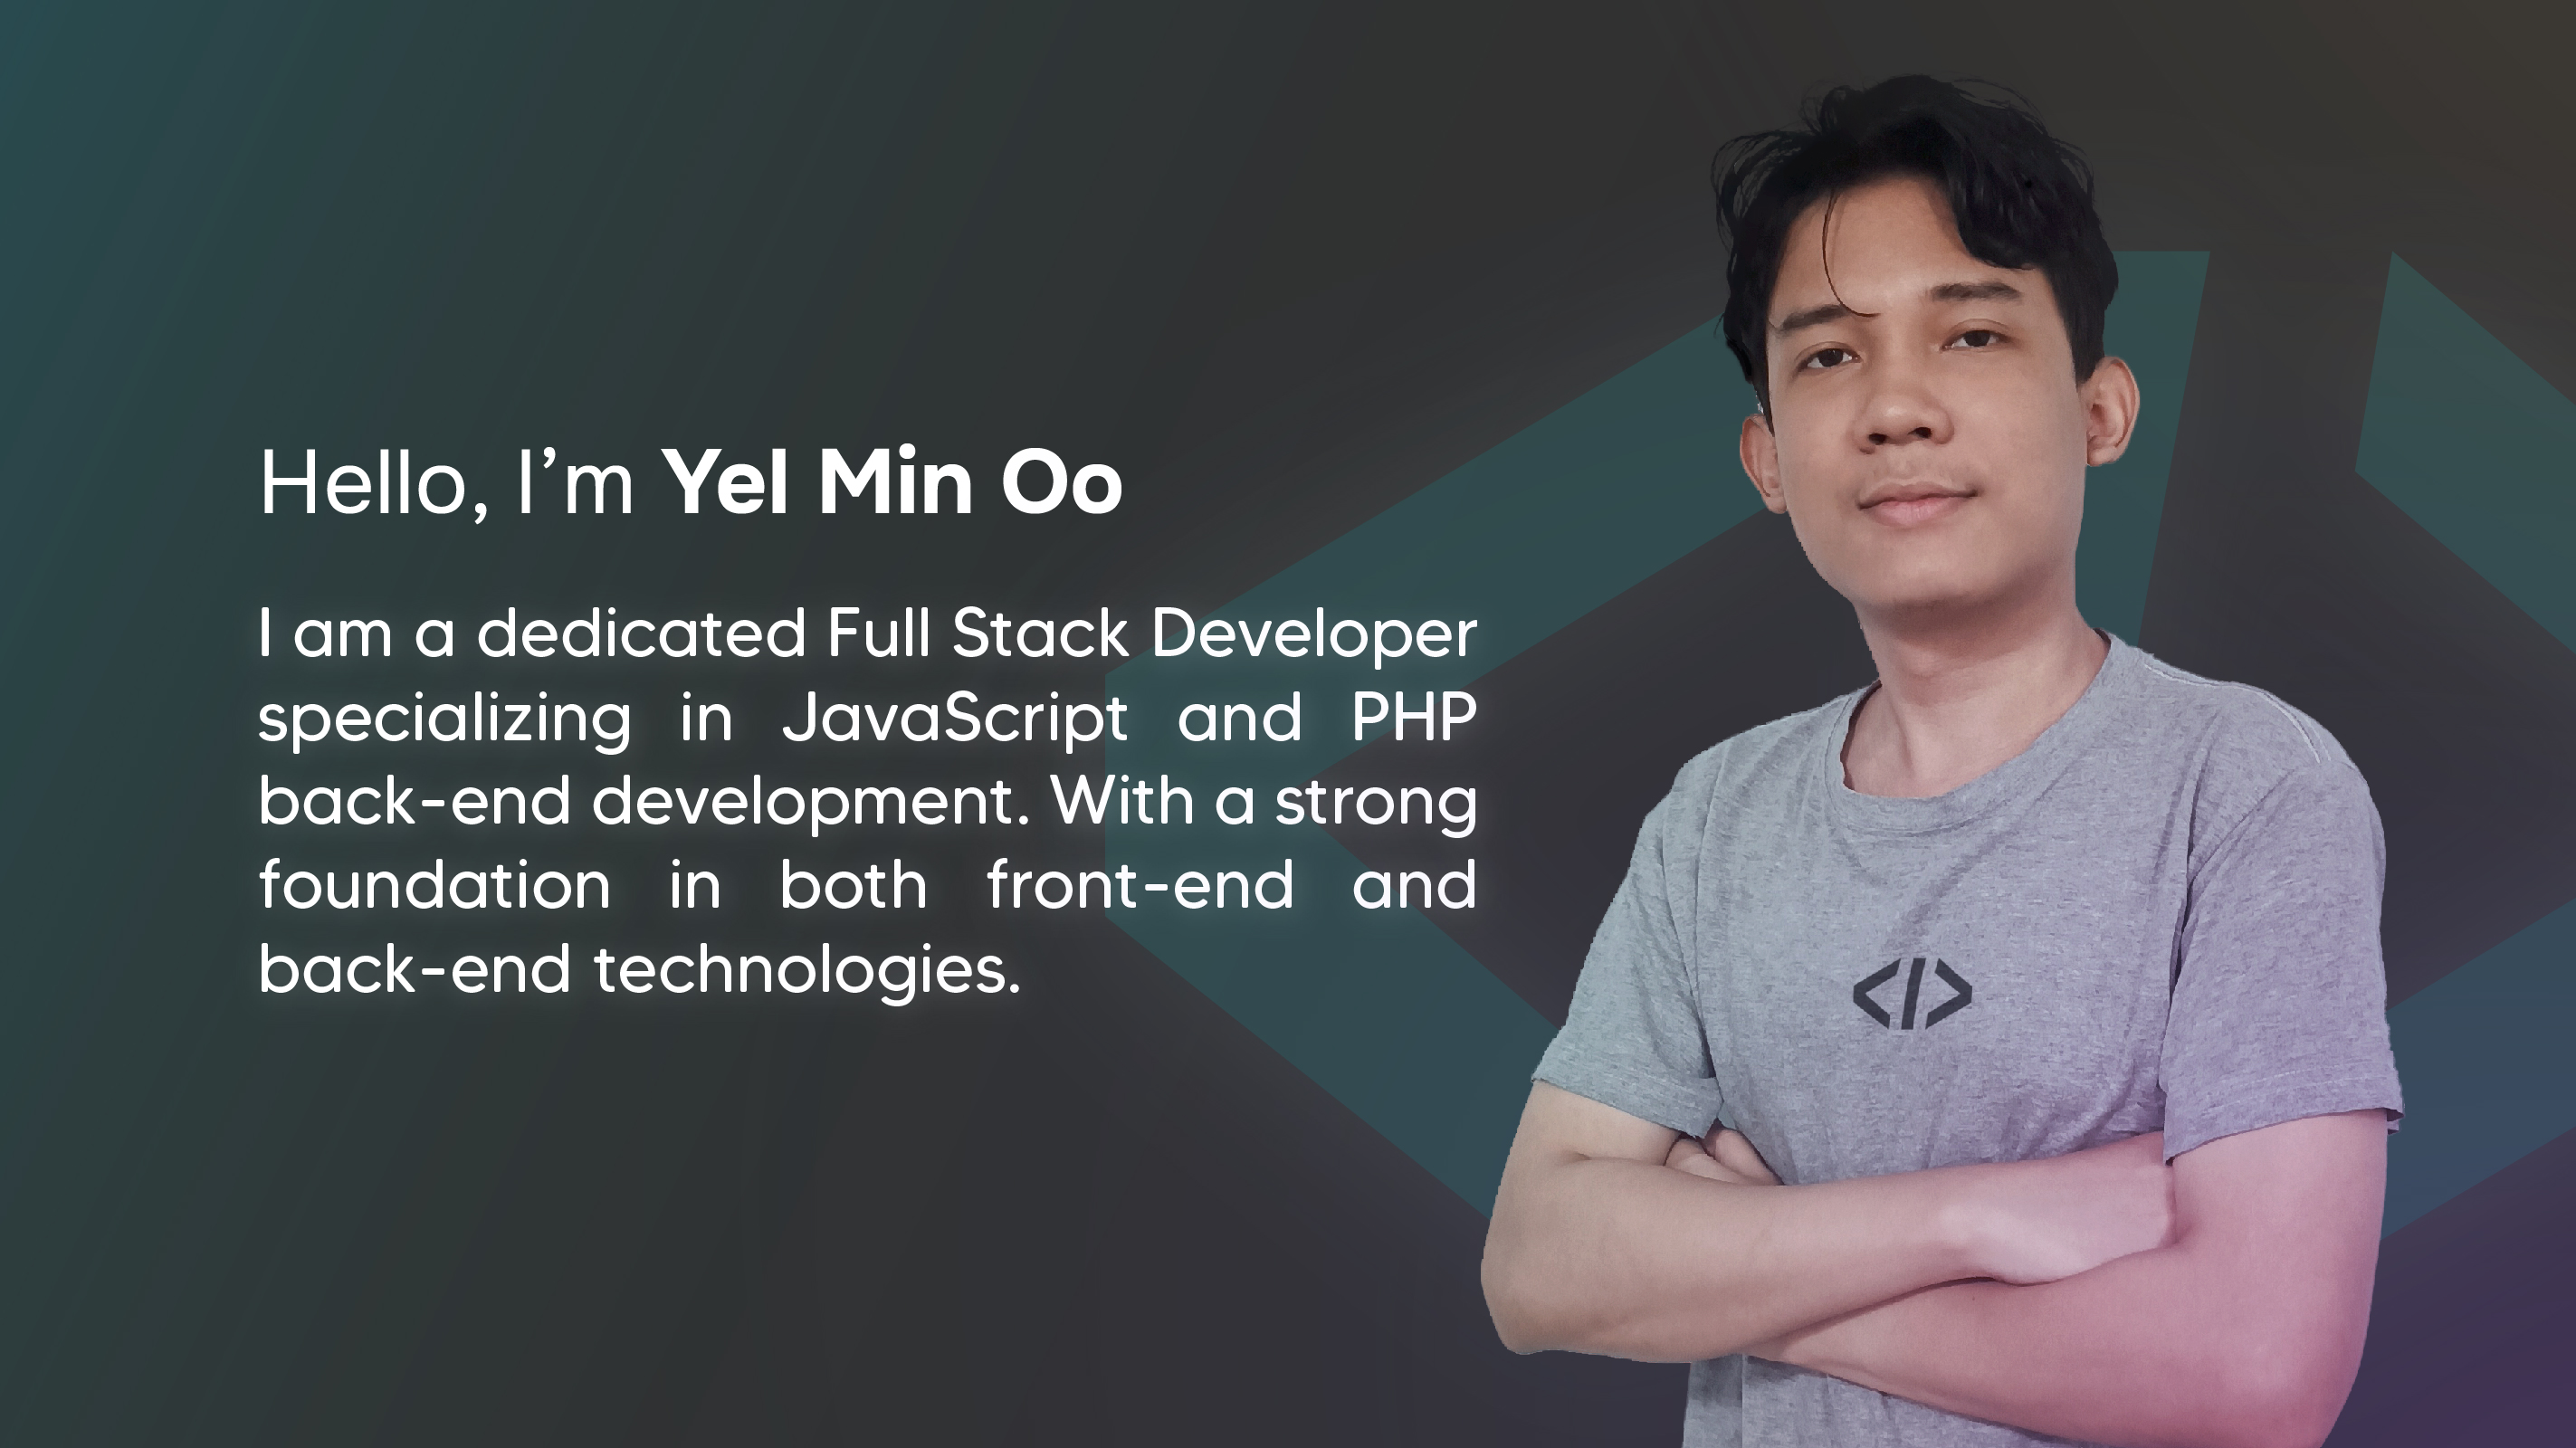 Hello, I’m Yel Min Oo
I am a dedicated Full Stack Developer
specializing in JavaScript and PHP
back-end development. With a strong
foundation in both front-end and
back-end technologies.
</>